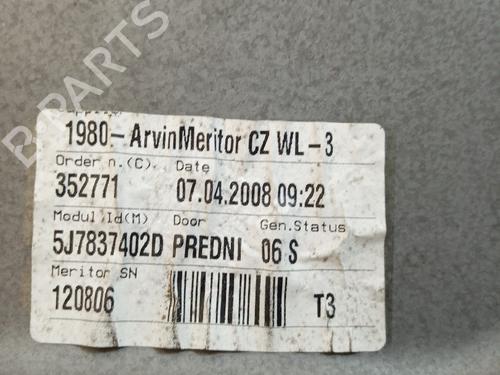 B-PARTS
Supplier
1980-ArvinMeritor CZ WL-3
Order n.(C). Date
352771 07.04.2008 09:22
Modul.Id(M) Door Gen.Status
5J7837402D PREDNI 06 S
Meritor SN
120806 T3